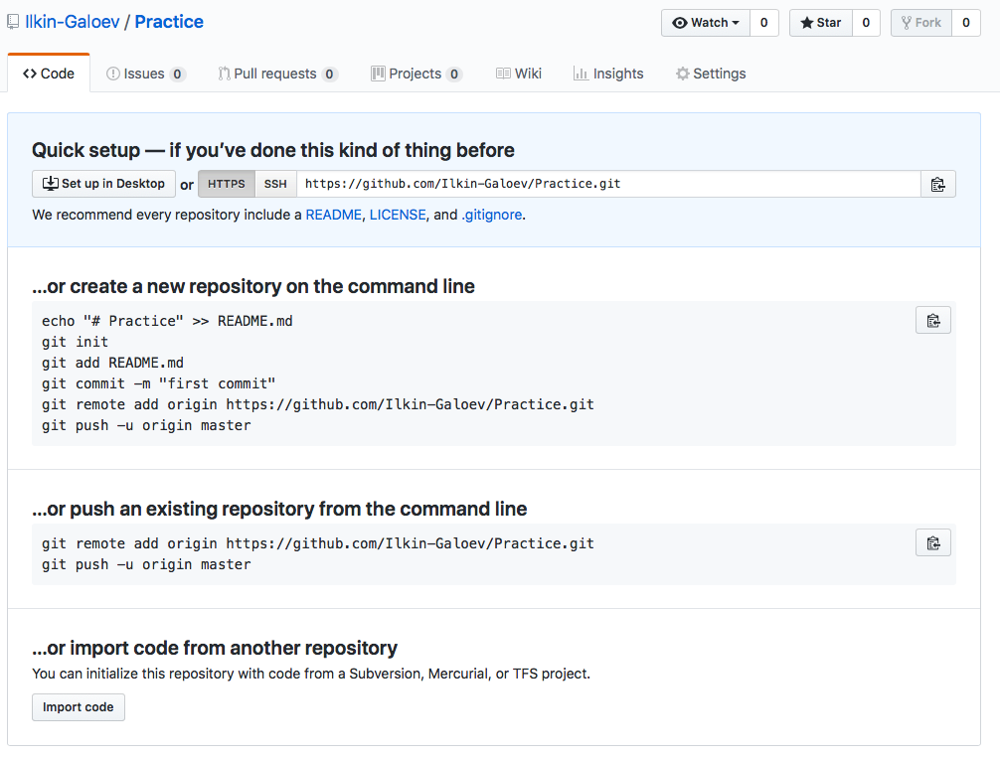 Ilkin-Galoev / Practice
Watch 0 Star 0 Fork 0
<> Code Issues 0 Pull requests 0 Projects 0 Wiki Insights Settings
Quick setup — if you’ve done this kind of thing before
Set up in Desktop or HTTPS SSH https://github.com/Ilkin-Galoev/Practice.git
We recommend every repository include a README, LICENSE, and .gitignore.
…or create a new repository on the command line
echo "# Practice" >> README.md
git init
git add README.md
git commit -m "first commit"
git remote add origin https://github.com/Ilkin-Galoev/Practice.git
git push -u origin master
…or push an existing repository from the command line
git remote add origin https://github.com/Ilkin-Galoev/Practice.git
git push -u origin master
…or import code from another repository
You can initialize this repository with code from a Subversion, Mercurial, or TFS project.
Import code